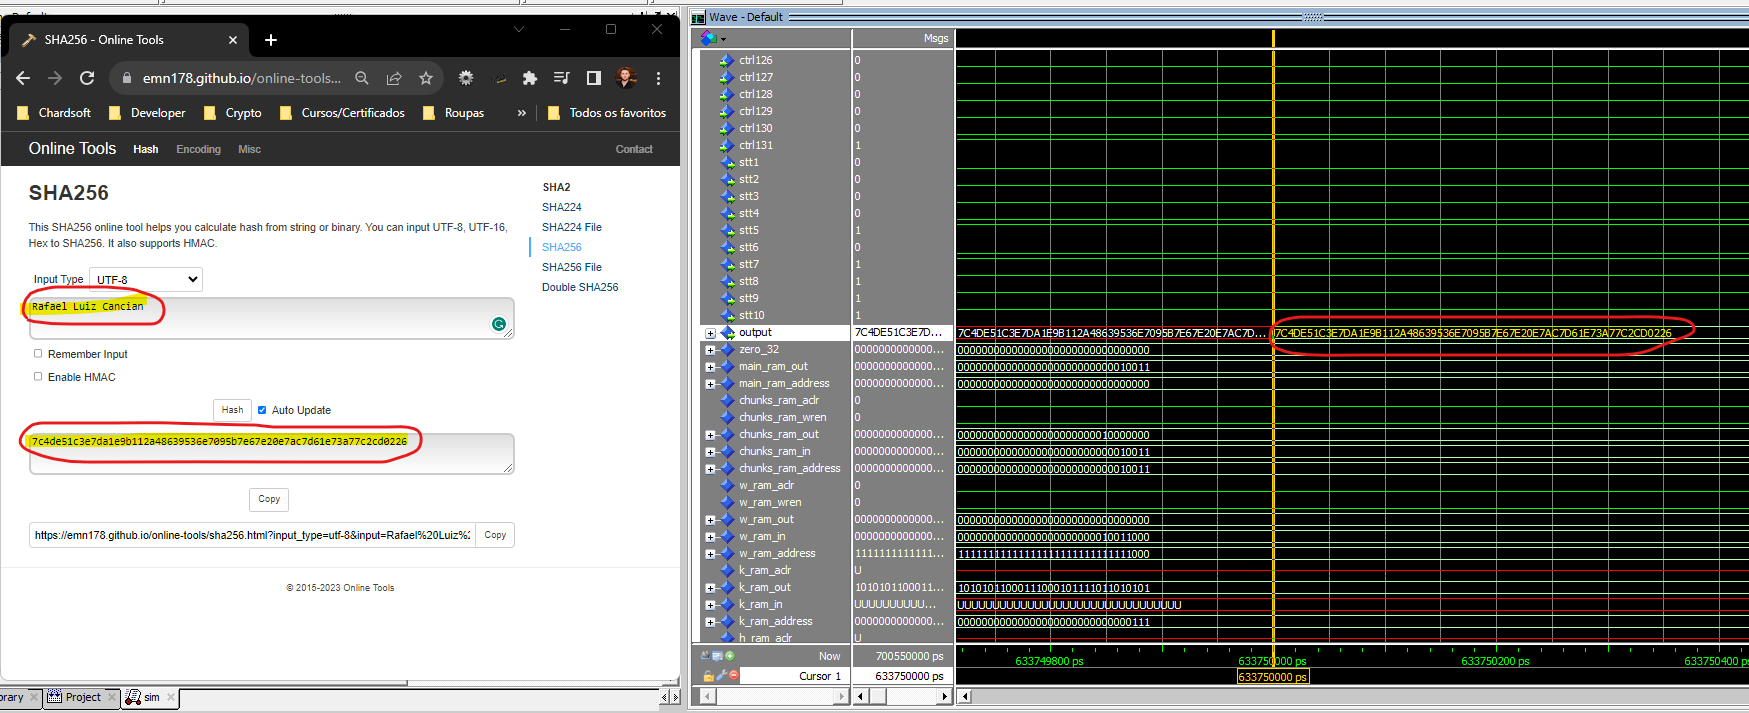 SHA256 - Online Tools
emn178.github.io/online-tools...
Chardsoft
Developer
Crypto
Cursos/Certificados
Roupas
»
Todos os favoritos
Online Tools
Hash
Encoding
Misc
Contact
SHA256
This SHA256 online tool helps you calculate hash from string or binary. You can input UTF-8, UTF-16,
Hex to SHA256. It also supports HMAC.
Input Type
UTF-8
Rafael Luiz Cancian
Remember Input
Enable HMAC
Hash
Auto Update
7c4de51c3e7da1e9b112a48639536e7095b7e67e20e7ac7d61e73a77c2cd0226
Copy
https://emn178.github.io/online-tools/sha256.html?input_type=utf-8&input=Rafael%20Luiz%2
Copy
© 2015-2023 Online Tools
SHA2
SHA224
SHA224 File
SHA256
SHA256 File
Double SHA256
Project
sim
Wave - Default
Msgs
ctrl126 0
ctrl127 0
ctrl128 0
ctrl129 0
ctrl130 0
ctrl131 1
stt1 0
stt2 0
stt3 0
stt4 0
stt5 1
stt6 0
stt7 1
stt8 1
stt9 1
stt10 1
output 7C4DE51C3E7D... 7C4DE51C3E7DA1E9B112A48639536E7095B7E67E20E7AC7D... 7C4DE51C3E7DA1E9B112A48639536E7095B7E67E20E7AC7D61E73A77C2CD0226
zero_32 0000000000000... 00000000000000000000000000000000
main_ram_out 0000000000000... 00000000000000000000000000010011
main_ram_address 0000000000000... 00000000000000000000000000000000
chunks_ram_aclr 0
chunks_ram_wren 0
chunks_ram_out 0000000000000... 00000000000000000000000010000000
chunks_ram_in 0000000000000... 00000000000000000000000000010011
chunks_ram_address 0000000000000... 00000000000000000000000000010011
w_ram_aclr 0
w_ram_wren 0
w_ram_out 0000000000000... 00000000000000000000000000000000
w_ram_in 0000000000000... 00000000000000000000000010011000
w_ram_address 1111111111111... 11111111111111111111111111111000
k_ram_aclr U
k_ram_out 1010101100011... 10101011000111000101111011010101
k_ram_in UUUUUUUUUU... UUUUUUUUUUUUUUUUUUUUUUUUUUUUUUUU
k_ram_address 0000000000000... 00000000000000000000000000000111
h_ram_aclr U
Now 700550000 ps
633749800 ps
633750000 ps
633750200 ps
633750400 ps
Cursor 1 633750000 ps
633750000 ps